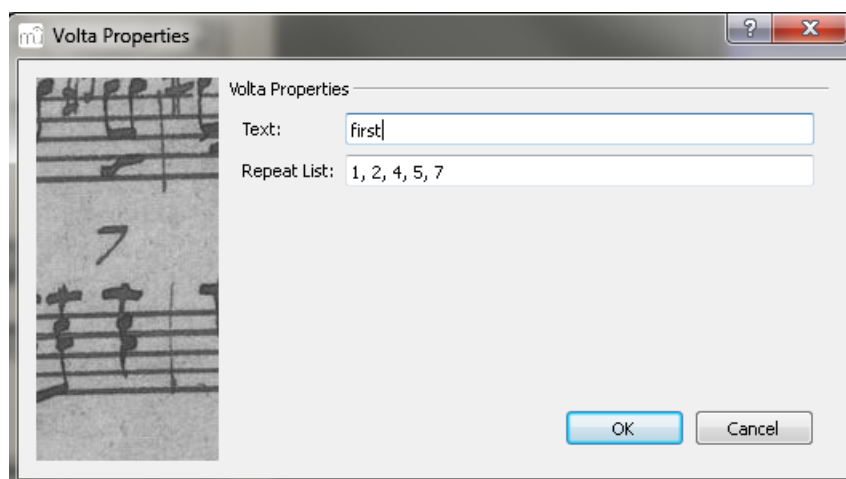 Volta Properties
Volta Properties
Text: first
Repeat List: 1, 2, 4, 5, 7
7
OK Cancel